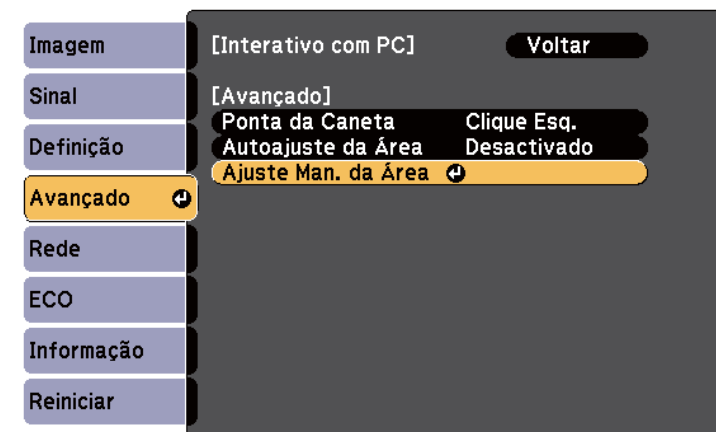 Imagem
Sinal
Definição
Avançado
Rede
ECO
Informação
Reiniciar
[Interativo com PC] Voltar
[Avançado]
Ponta da Caneta Clique Esq.
Autoajuste da Área Desactivado
Ajuste Man. da Área